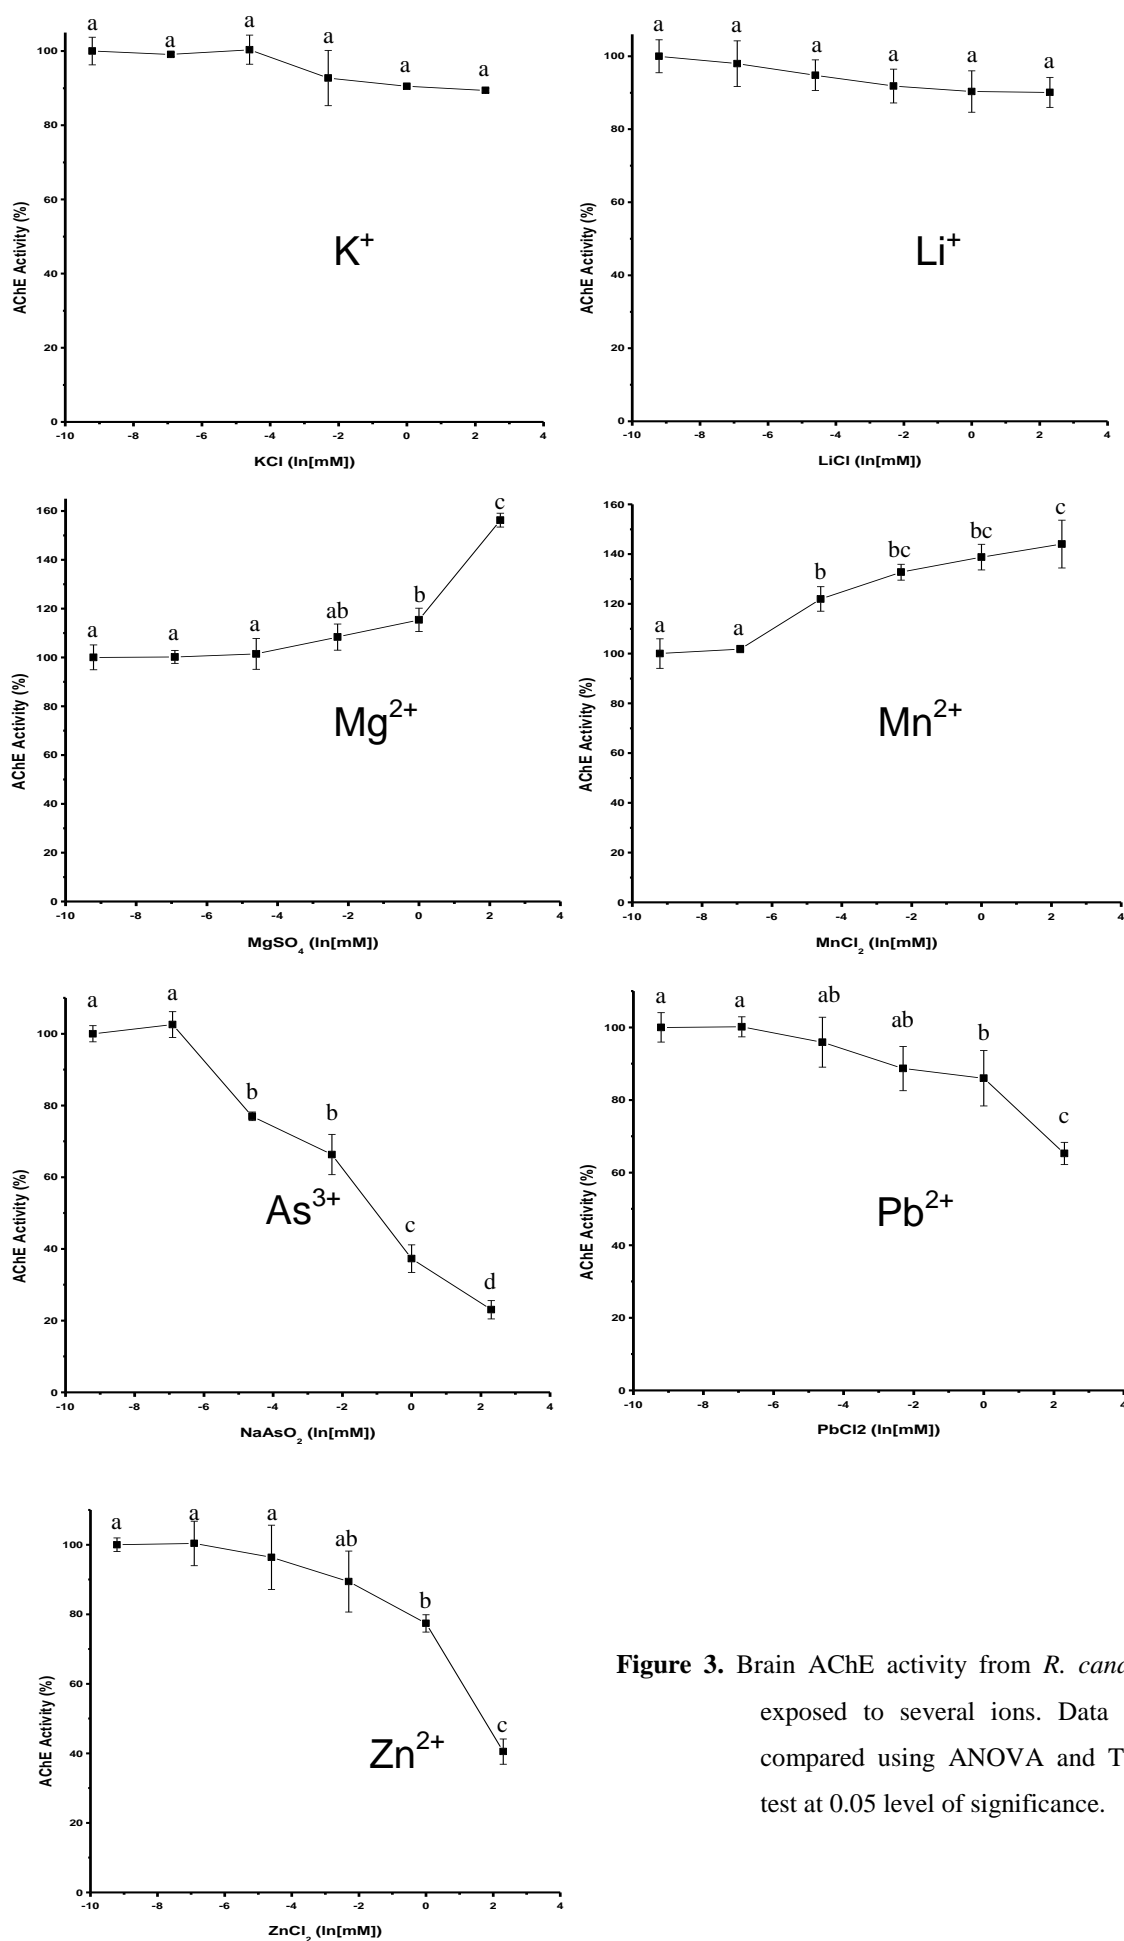 a a a a a a
100
80
60
40
20
0
AChE Activity (%)
K+
-10 -8 -6 -4 -2 0 2 4
KCl (ln[mM])
a a a a a a
100
80
60
40
20
0
AChE Activity (%)
Li+
-10 -8 -6 -4 -2 0 2 4
LiCl (ln[mM])
a a a ab b c
160
140
120
100
80
60
40
20
0
AChE Activity (%)
Mg2+
-10 -8 -6 -4 -2 0 2 4
MgSO4 (ln[mM])
a a b bc bc c
160
140
120
100
80
60
40
20
0
AChE Activity (%)
Mn2+
-10 -8 -6 -4 -2 0 2 4
MnCl2 (ln[mM])
a a b b c d
100
80
60
40
20
0
AChE Activity (%)
As3+
-10 -8 -6 -4 -2 0 2 4
NaAsO2 (ln[mM])
a a ab ab b c
100
80
60
40
20
0
AChE Activity (%)
Pb2+
-10 -8 -6 -4 -2 0 2 4
PbCl2 (ln[mM])
a a a ab b c
100
80
60
40
20
0
AChE Activity (%)
Zn2+
-10 -8 -6 -4 -2 0 2 4
ZnCl2 (ln[mM])
Figure 3. Brain AChE activity from R.
exposed to several ions. Data
compared using ANOVA and
test at 0.05 level of significance.